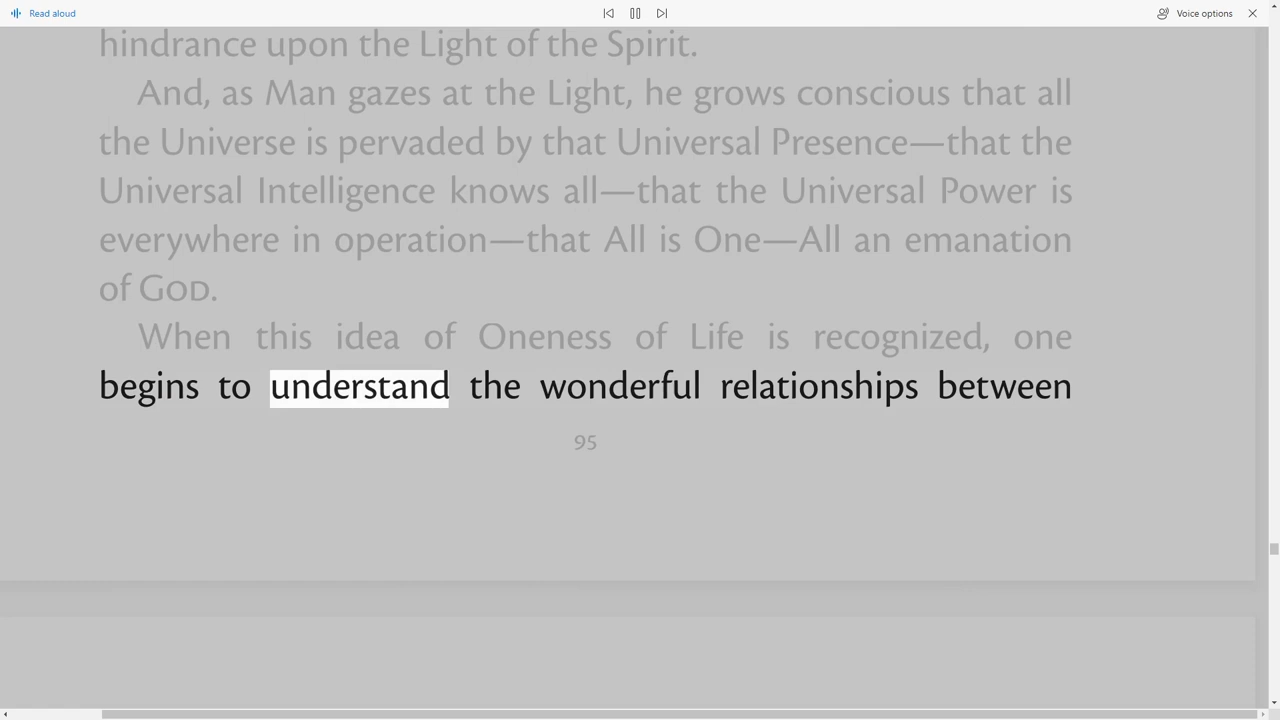 Read aloud
Voice options
hindrance upon the Light of the Spirit.
And, as Man gazes at the Light, he grows conscious that all
the Universe is pervaded by that Universal Presence—that the
Universal Intelligence knows all—that the Universal Power is
everywhere in operation—that All is One—All an emanation
of GOD.
When this idea of Oneness of Life is recognized, one
begins to understand the wonderful relationships between
95